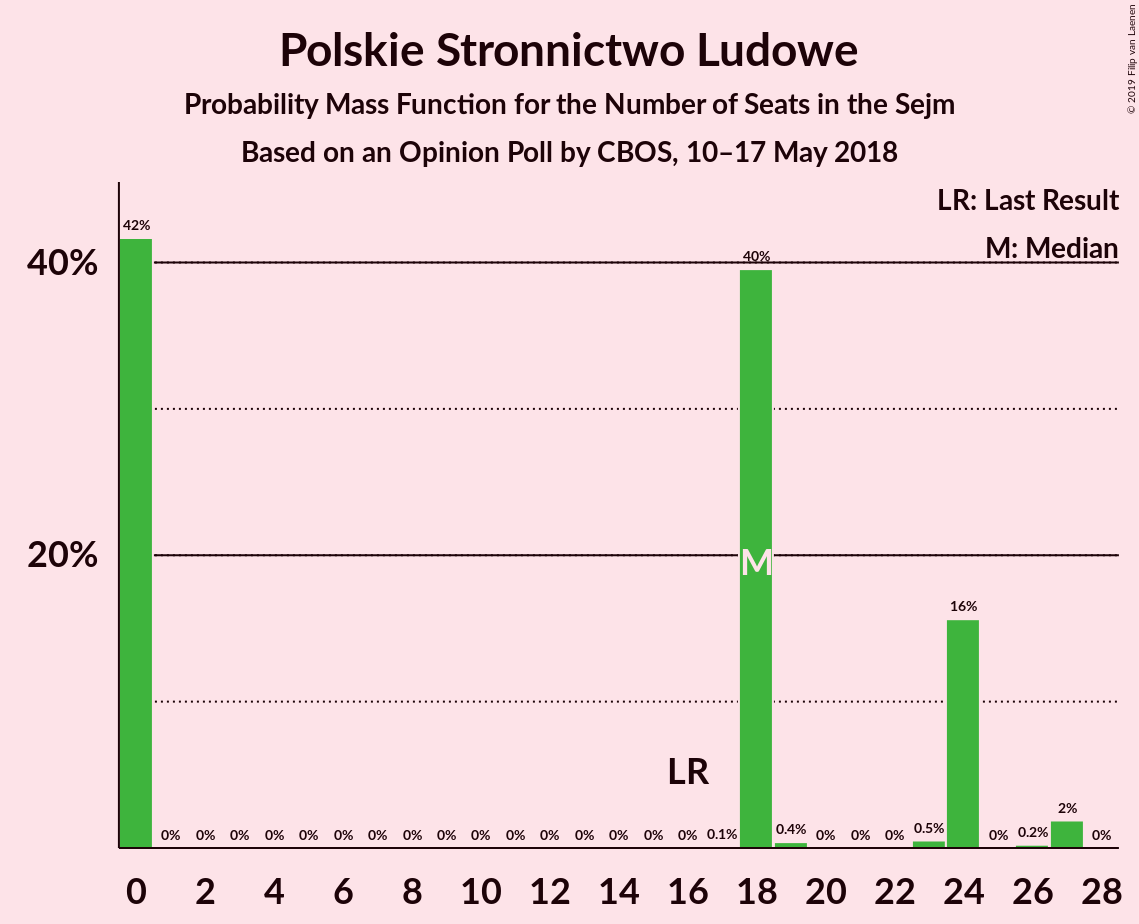 Polskie Stronnictwo Ludowe
Probability Mass Function for the Number of Seats in the Sejm
Based on an Opinion Poll by CBOS, 10–17 May 2018
© 2019 Filip van Laenen
LR: Last Result
M: Median
42%
40%
40%
20%
M
16%
LR
0% 0% 0% 0% 0% 0% 0% 0% 0% 0% 0% 0% 0% 0% 0% 0% 0.1% 0.4% 0% 0% 0% 0.5% 0% 0.2% 2% 0%
0 2 4 6 8 10 12 14 16 18 20 22 24 26 28